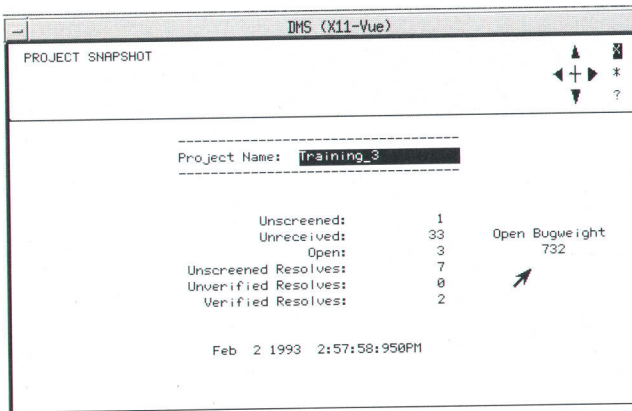 DMS (X11-Vue)
PROJECT SNAPSHOT
X
*
?
Project Name: Training_3
Unscreened: 1
Unreceived: 33
Open: 3
Unscreened Resolves: 7
Unverified Resolves: 0
Verified Resolves: 2
Open Bugweight
732
Feb 2 1993 2:57:58:950PM